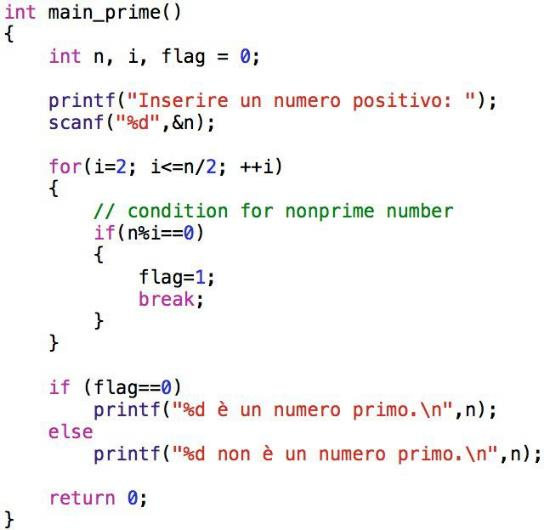 int main_prime()
{
    int n, i, flag = 0;

    printf("Inserire un numero positivo: ");
    scanf("%d",&n);

    for(i=2; i<=n/2; ++i)
    {
        // condition for nonprime number
        if(n%i==0)
        {
            flag=1;
            break;
        }
    }

    if (flag==0)
        printf("%d è un numero primo.\n",n);
    else
        printf("%d non è un numero primo.\n",n);

    return 0;
}